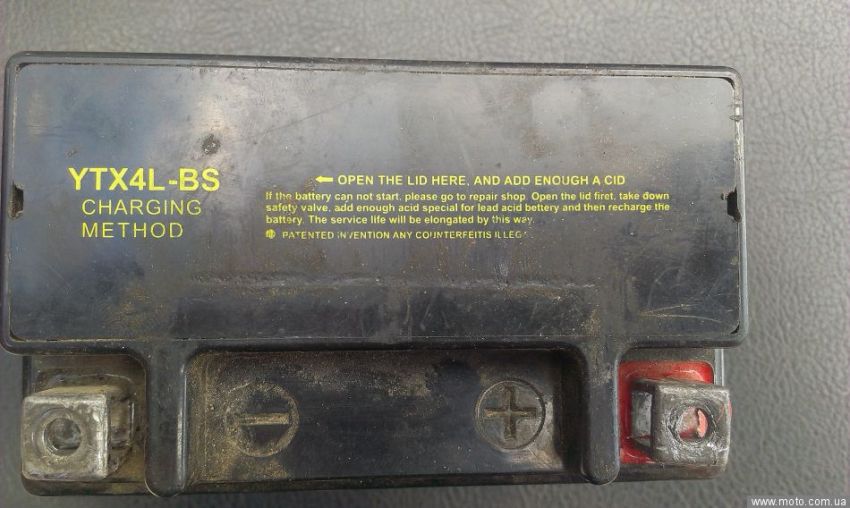 YTX4L-BS
CHARGING
METHOD
← OPEN THE LID HERE, AND ADD ENOUGH A CID
If the battery can not start, please go to repair shop. Open the lid firet, take down
safety valve, add enough acid special for lead acid bettery and then recharge the
battery. The service life will be elongated by this way.
PATENTED INVENTION ANY COUNTERFEITIS ILLEGA
− +
www.moto.com.ua